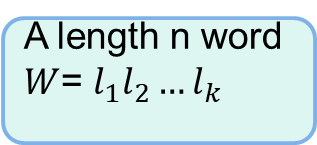 A length n word
W= l₁l₂ ... lₖ